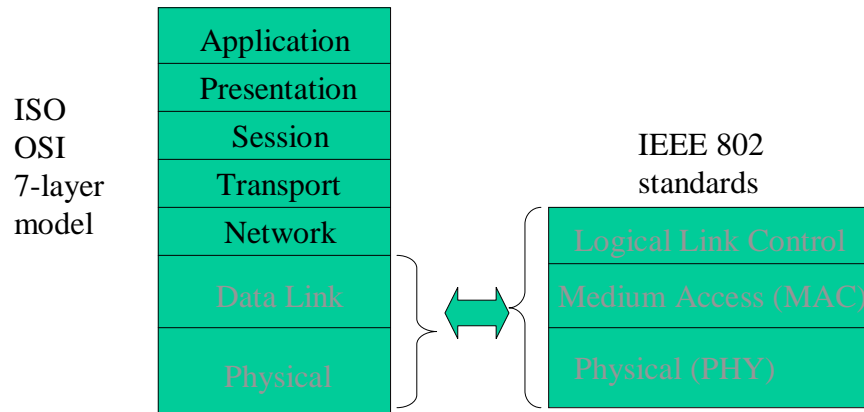 ISO
OSI
7-layer
model
Application
Presentation
Session
Transport
Network
Data Link
Physical
IEEE 802
standards
Logical Link Control
Medium Access (MAC)
Physical (PHY)